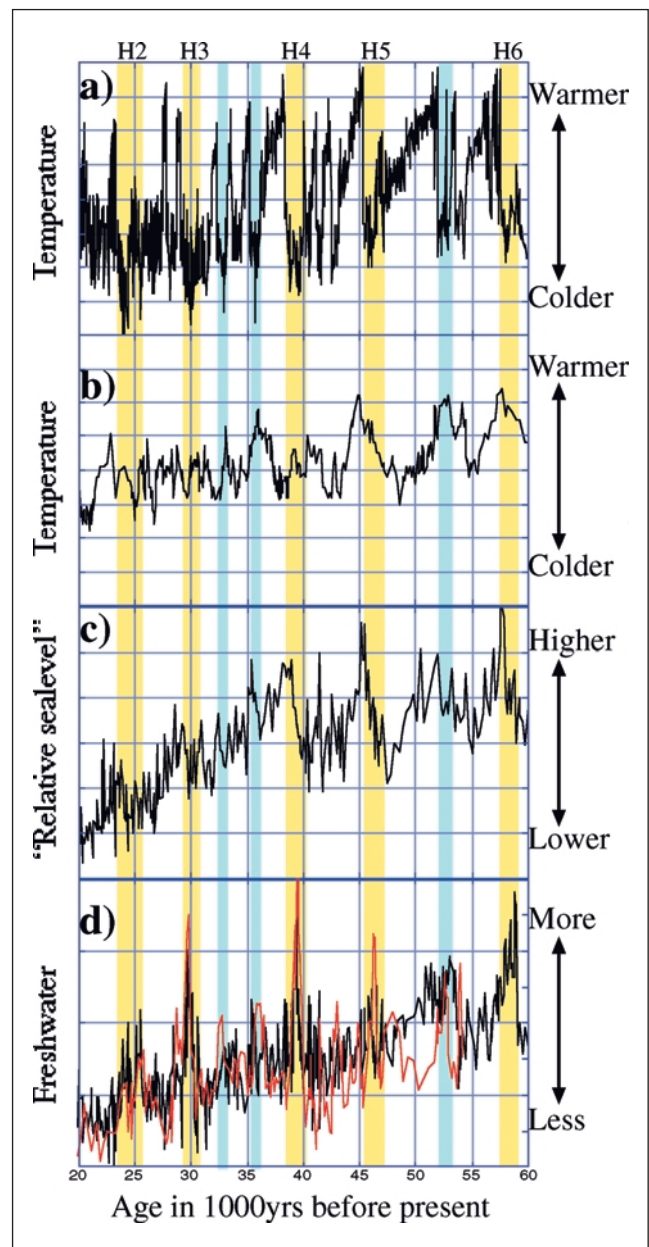 H2 H3 H4 H5 H6
a)
Warmer
Temperature
Colder
b)
Warmer
Temperature
Colder
c)
Higher
“Relative sealevel”
Lower
d)
More
Freshwater
Less
20 25 30 35 40 45 50 55 60
Age in 1000yrs before present